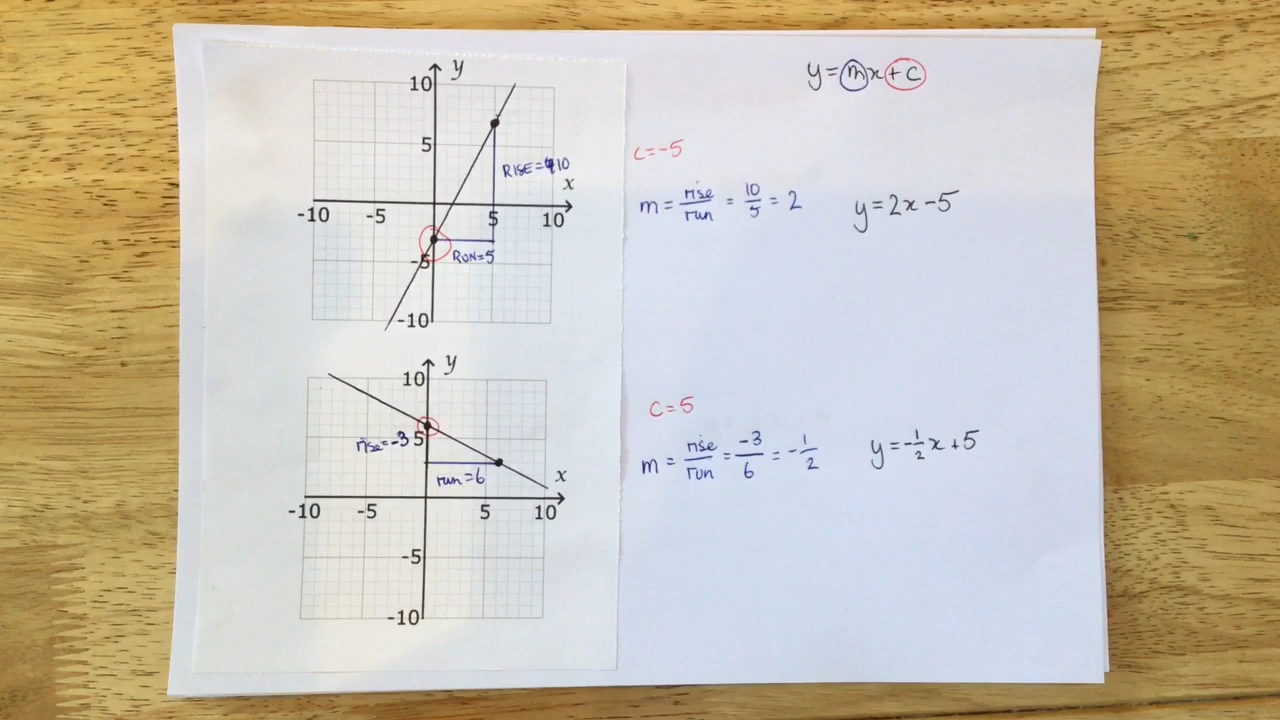 y=mx+c
y
10
5
RISE=10
x
-10
-5
5
10
-5
RUN=5
-10
c=-5
m = rise/run = 10/5 = 2
y=2x-5
y
10
5
rise=-3
run=6
x
-10
-5
5
10
-5
-10
c=5
m = rise/run = -3/6 = -1/2
y=-1/2x+5